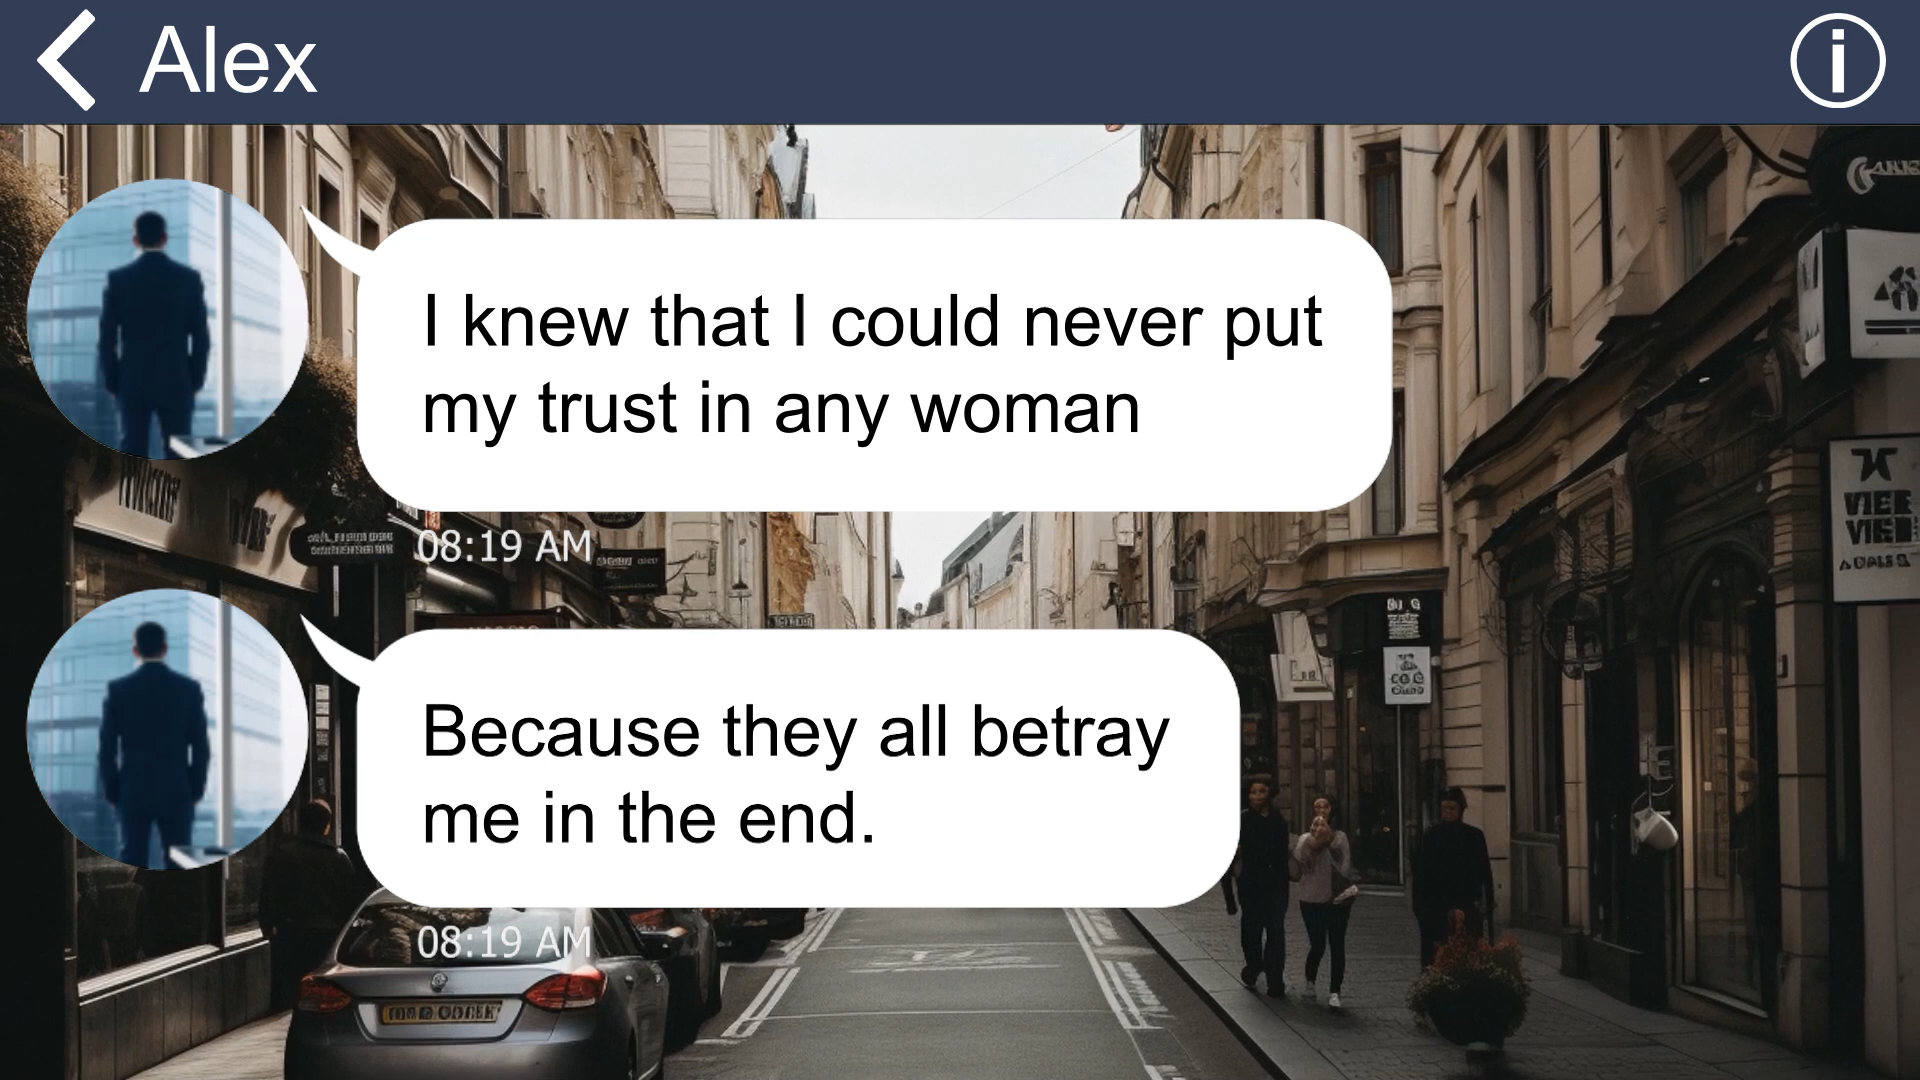 Alex
I knew that I could never put
my trust in any woman
08:19 AM
Because they all betray
me in the end.
08:19 AM
VIER